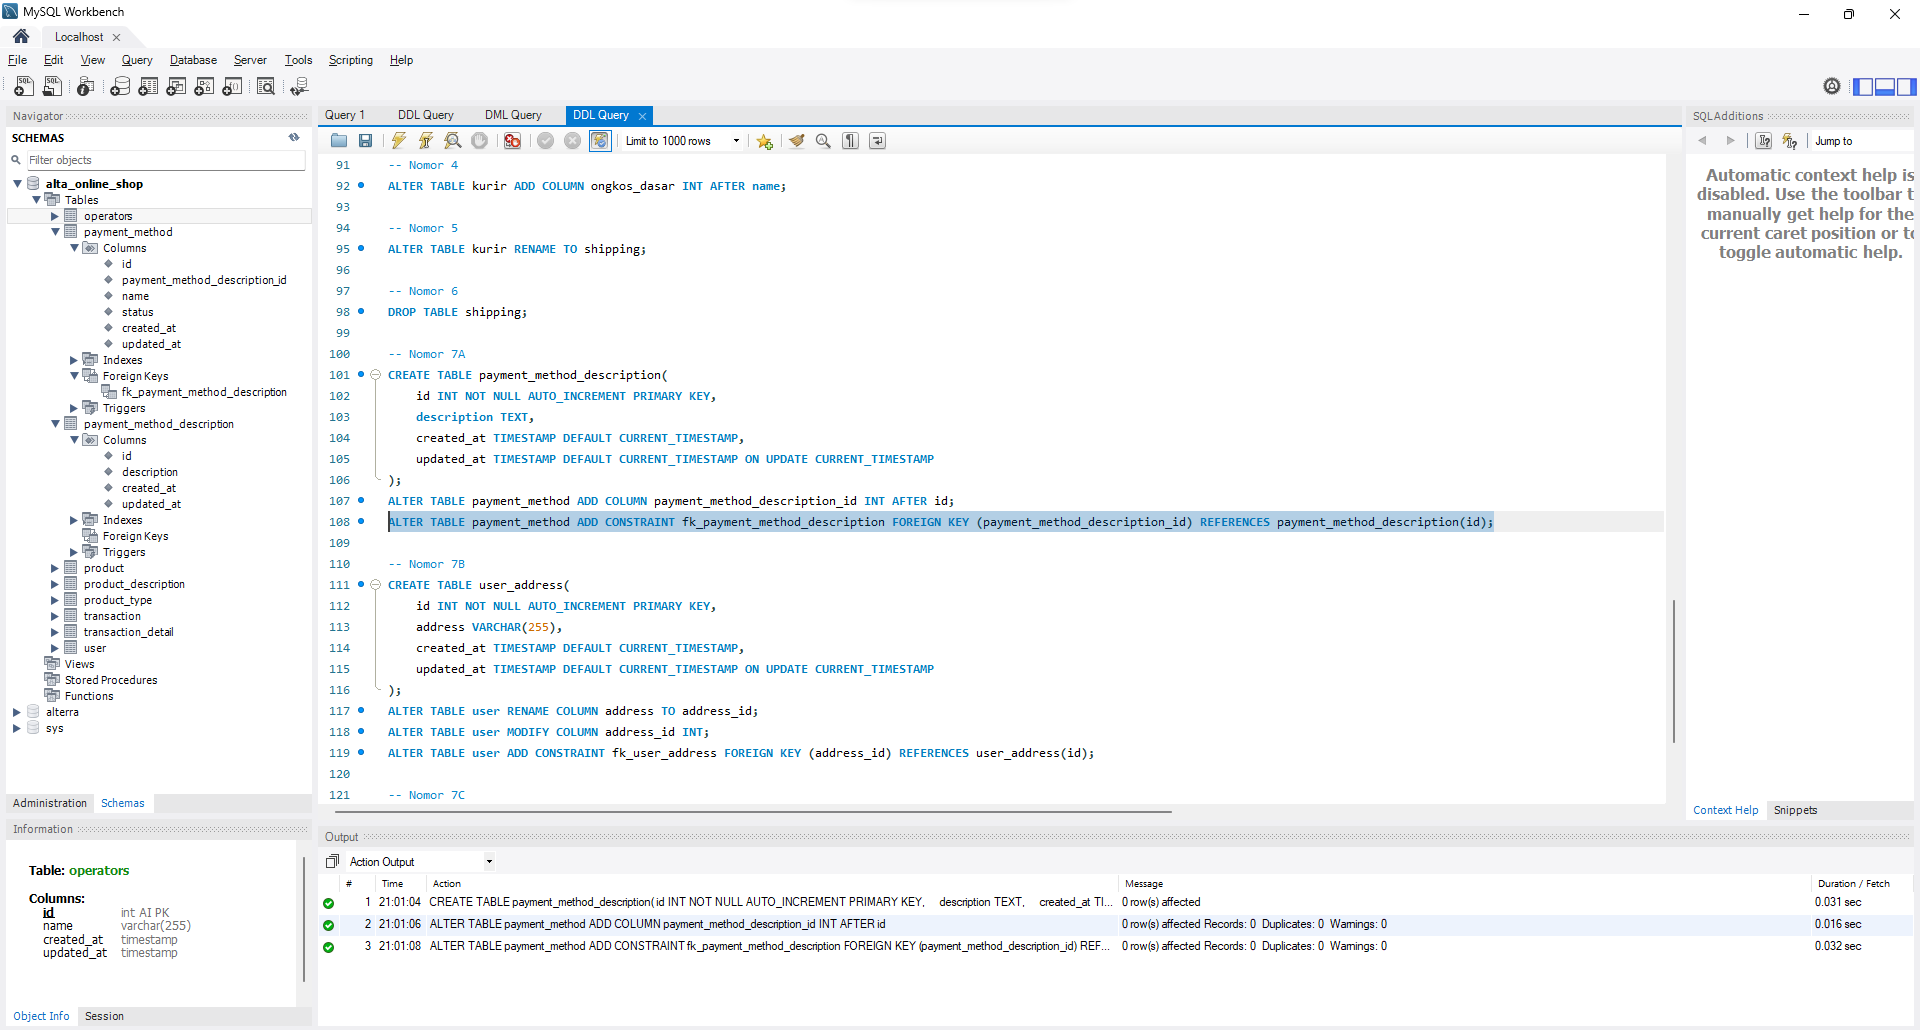 MySQL Workbench
Localhost
File Edit View Query Database Server Tools Scripting Help
Navigator
SCHEMAS
Filter objects
alta_online_shop
Tables
operators
payment_method
Columns
id
payment_method_description_id
name
status
created_at
updated_at
Indexes
Foreign Keys
fk_payment_method_description
Triggers
payment_method_description
Columns
id
description
created_at
updated_at
Indexes
Foreign Keys
Triggers
product
product_description
product_type
transaction
transaction_detail
user
Views
Stored Procedures
Functions
alterra
sys
Administration Schemas
Information
Table: operators
Columns:
id int AI PK
name varchar(255)
created_at timestamp
updated_at timestamp
Object Info Session
Query 1 DDL Query DML Query DDL Query
Limit to 1000 rows
91 -- Nomor 4
92 ALTER TABLE kurir ADD COLUMN ongkos_dasar INT AFTER name;
93
94 -- Nomor 5
95 ALTER TABLE kurir RENAME TO shipping;
96
97 -- Nomor 6
98 DROP TABLE shipping;
99
100 -- Nomor 7A
101 CREATE TABLE payment_method_description(
102 id INT NOT NULL AUTO_INCREMENT PRIMARY KEY,
103 description TEXT,
104 created_at TIMESTAMP DEFAULT CURRENT_TIMESTAMP,
105 updated_at TIMESTAMP DEFAULT CURRENT_TIMESTAMP ON UPDATE CURRENT_TIMESTAMP
106 );
107 ALTER TABLE payment_method ADD COLUMN payment_method_description_id INT AFTER id;
108 ALTER TABLE payment_method ADD CONSTRAINT fk_payment_method_description FOREIGN KEY (payment_method_description_id) REFERENCES payment_method_description(id);
109
110 -- Nomor 7B
111 CREATE TABLE user_address(
112 id INT NOT NULL AUTO_INCREMENT PRIMARY KEY,
113 address VARCHAR(255),
114 created_at TIMESTAMP DEFAULT CURRENT_TIMESTAMP,
115 updated_at TIMESTAMP DEFAULT CURRENT_TIMESTAMP ON UPDATE CURRENT_TIMESTAMP
116 );
117 ALTER TABLE user RENAME COLUMN address TO address_id;
118 ALTER TABLE user MODIFY COLUMN address_id INT;
119 ALTER TABLE user ADD CONSTRAINT fk_user_address FOREIGN KEY (address_id) REFERENCES user_address(id);
120
121 -- Nomor 7C
SQLAdditions
Jump to
Automatic context help is
disabled. Use the toolbar t
manually get help for the
current caret position or to
toggle automatic help.
Context Help Snippets
Output
Action Output
# Time Action Message Duration / Fetch
1 21:01:04 CREATE TABLE payment_method_description( id INT NOT NULL AUTO_INCREMENT PRIMARY KEY, description TEXT, created_at TI... 0 row(s) affected 0.031 sec
2 21:01:06 ALTER TABLE payment_method ADD COLUMN payment_method_description_id INT AFTER id 0 row(s) affected Records: 0 Duplicates: 0 Warnings: 0 0.016 sec
3 21:01:08 ALTER TABLE payment_method ADD CONSTRAINT fk_payment_method_description FOREIGN KEY (payment_method_description_id) REF... 0 row(s) affected Records: 0 Duplicates: 0 Warnings: 0 0.032 sec